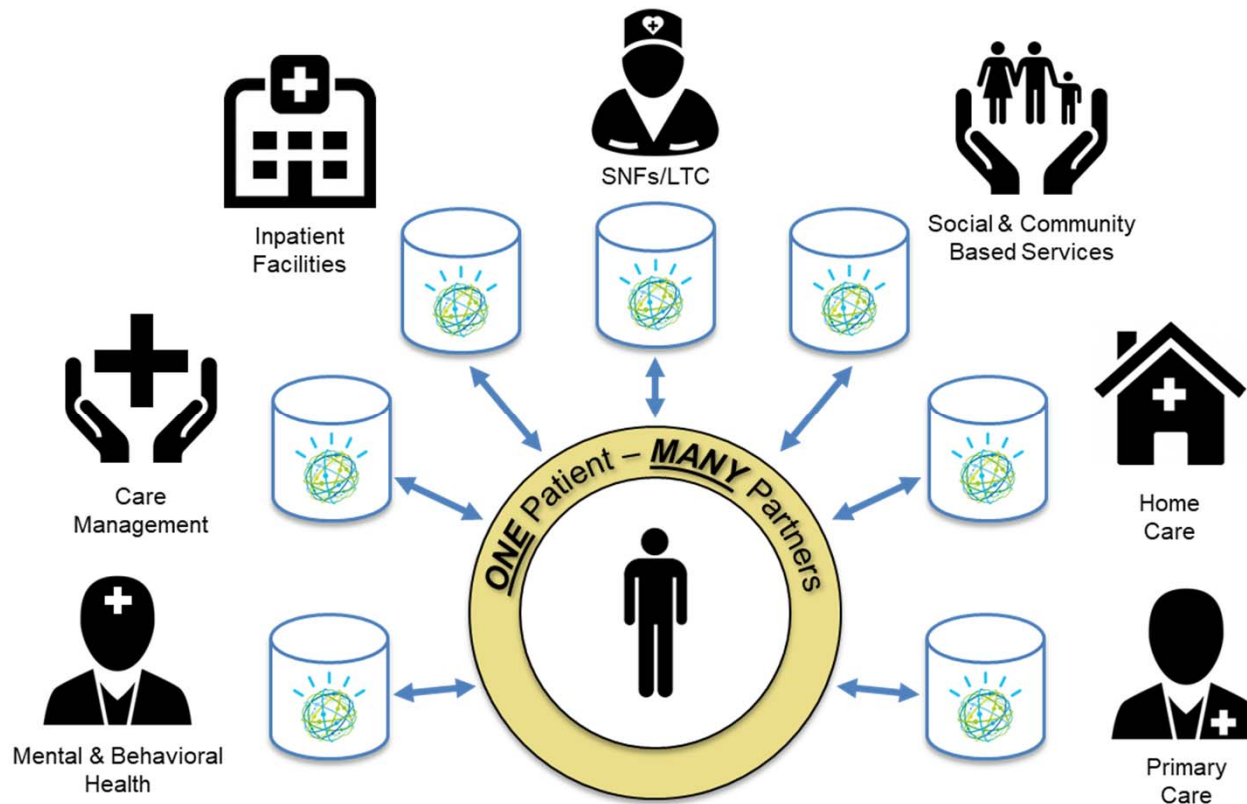 SNFs/LTC
Inpatient
Facilities
Social & Community
Based Services
Care
Management
Home
Care
ONE Patient – MANY Partners
Mental & Behavioral
Health
Primary
Care